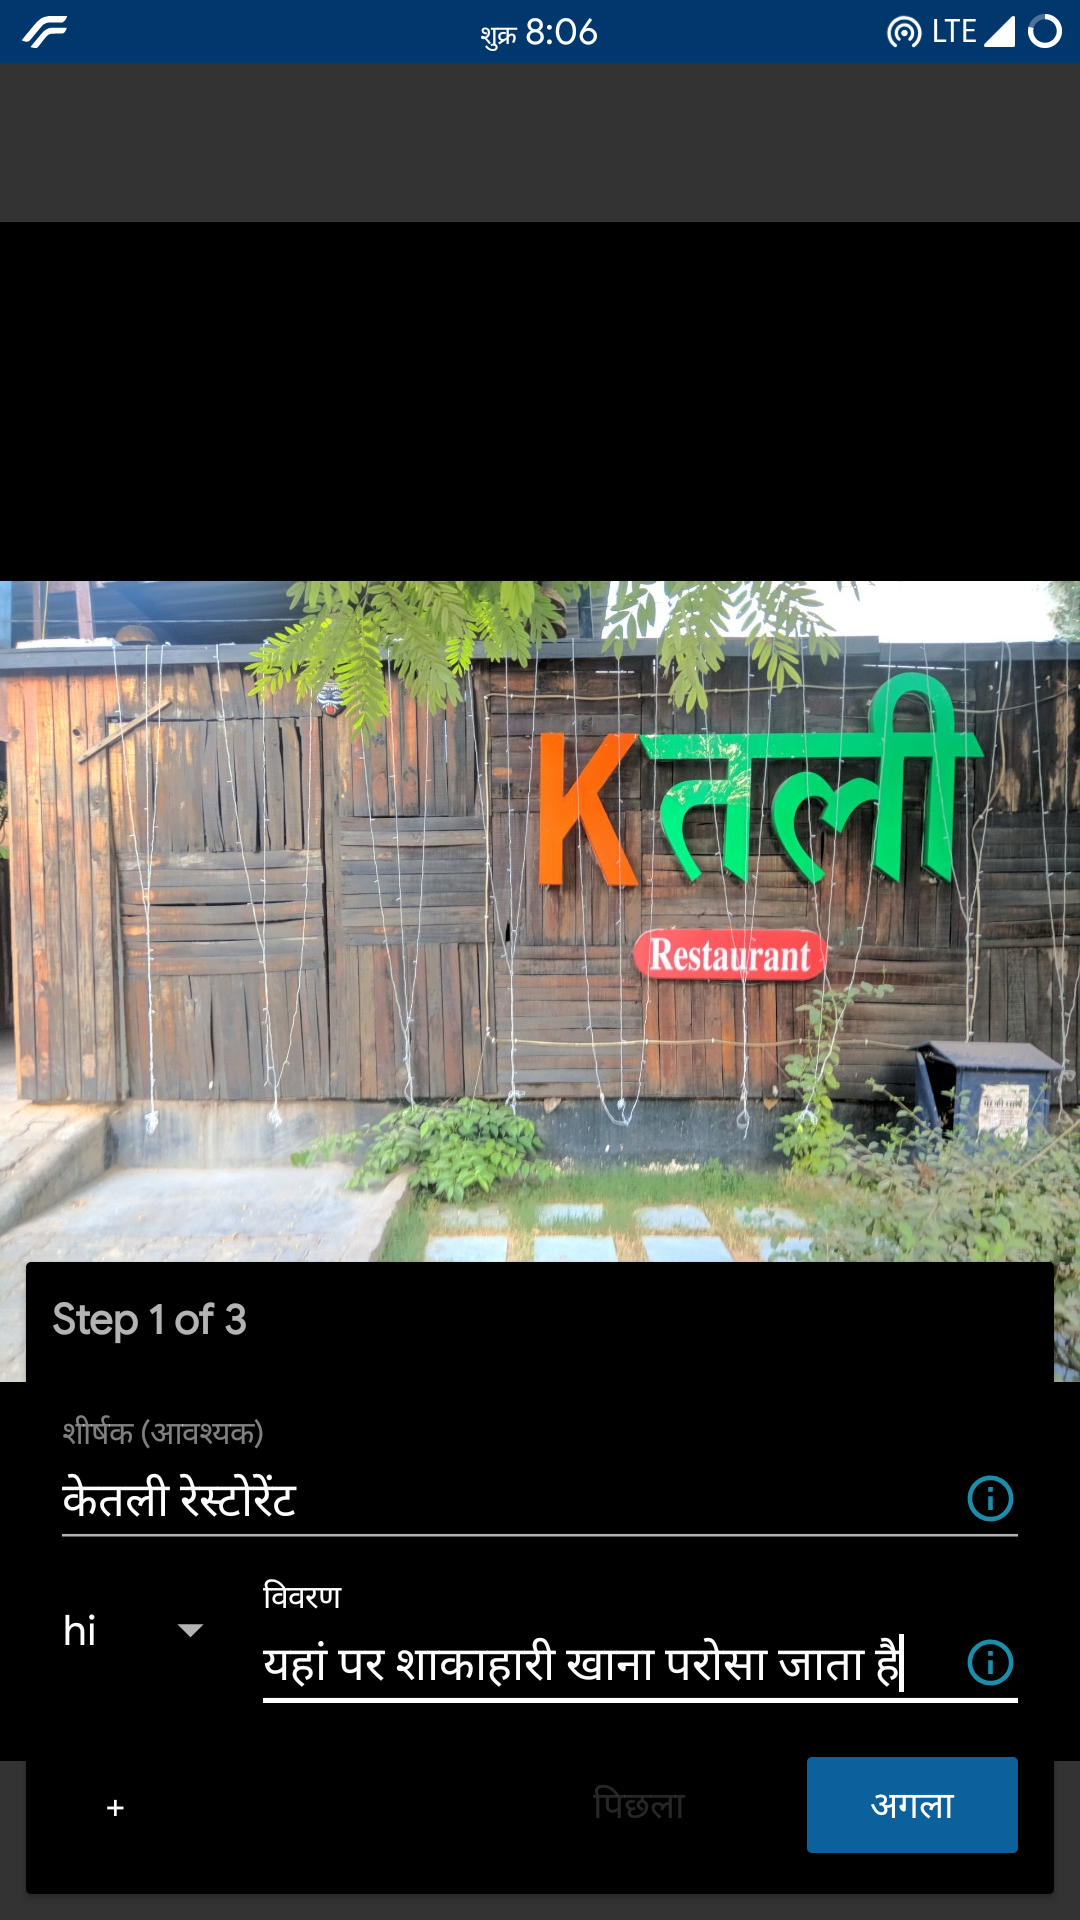 शुक्र 8:06
LTE
Kतली
Restaurant
Step 1 of 3
शीर्षक (आवश्यक)
केतली रेस्टोरेंट
hi
विवरण
यहां पर शाकाहारी खाना परोसा जाता है
+
पिछला
अगला